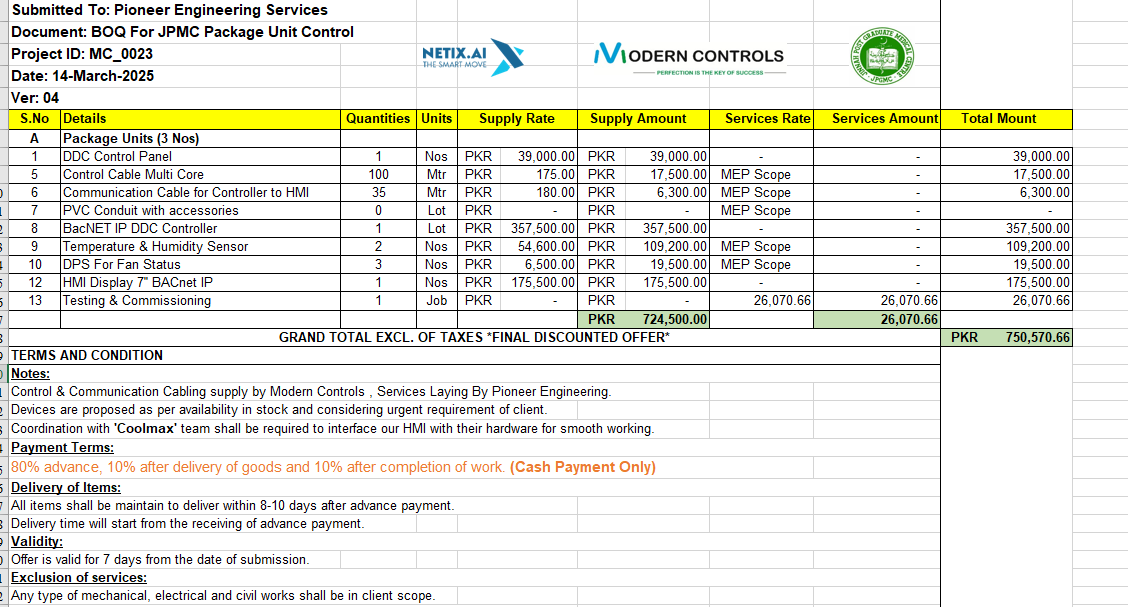 Submitted To: Pioneer Engineering Services
Document: BOQ For JPMC Package Unit Control
Project ID: MC_0023
Date: 14-March-2025
Ver: 04
NETIX.AI
THE SMART MOVE
MODERN CONTROLS
PERFECTION IS THE KEY OF SUCCESS
JINNAH POST GRADUATE MEDICAL CENTRE
J.P.M.C
S.No Details Quantities Units Supply Rate Supply Amount Services Rate Services Amount Total Mount
A Package Units (3 Nos)
1 DDC Control Panel 1 Nos PKR 39,000.00 PKR 39,000.00 - - 39,000.00
5 Control Cable Multi Core 100 Mtr PKR 175.00 PKR 17,500.00 MEP Scope - 17,500.00
6 Communication Cable for Controller to HMI 35 Mtr PKR 180.00 PKR 6,300.00 MEP Scope - 6,300.00
7 PVC Conduit with accessories 0 Lot PKR - PKR - MEP Scope - -
8 BacNET IP DDC Controller 1 Lot PKR 357,500.00 PKR 357,500.00 - - 357,500.00
9 Temperature & Humidity Sensor 2 Nos PKR 54,600.00 PKR 109,200.00 MEP Scope - 109,200.00
10 DPS For Fan Status 3 Nos PKR 6,500.00 PKR 19,500.00 MEP Scope - 19,500.00
12 HMI Display 7" BACnet IP 1 Nos PKR 175,500.00 PKR 175,500.00 - - 175,500.00
13 Testing & Commissioning 1 Job PKR - PKR - 26,070.66 26,070.66 26,070.66
PKR 724,500.00 26,070.66
GRAND TOTAL EXCL. OF TAXES *FINAL DISCOUNTED OFFER* PKR 750,570.66
TERMS AND CONDITION
Notes:
Control & Communication Cabling supply by Modern Controls , Services Laying By Pioneer Engineering.
Devices are proposed as per availability in stock and considering urgent requirement of client.
Coordination with 'Coolmax' team shall be required to interface our HMI with their hardware for smooth working.
Payment Terms:
80% advance, 10% after delivery of goods and 10% after completion of work. (Cash Payment Only)
Delivery of Items:
All items shall be maintain to deliver within 8-10 days after advance payment.
Delivery time will start from the receiving of advance payment.
Validity:
Offer is valid for 7 days from the date of submission.
Exclusion of services:
Any type of mechanical, electrical and civil works shall be in client scope.